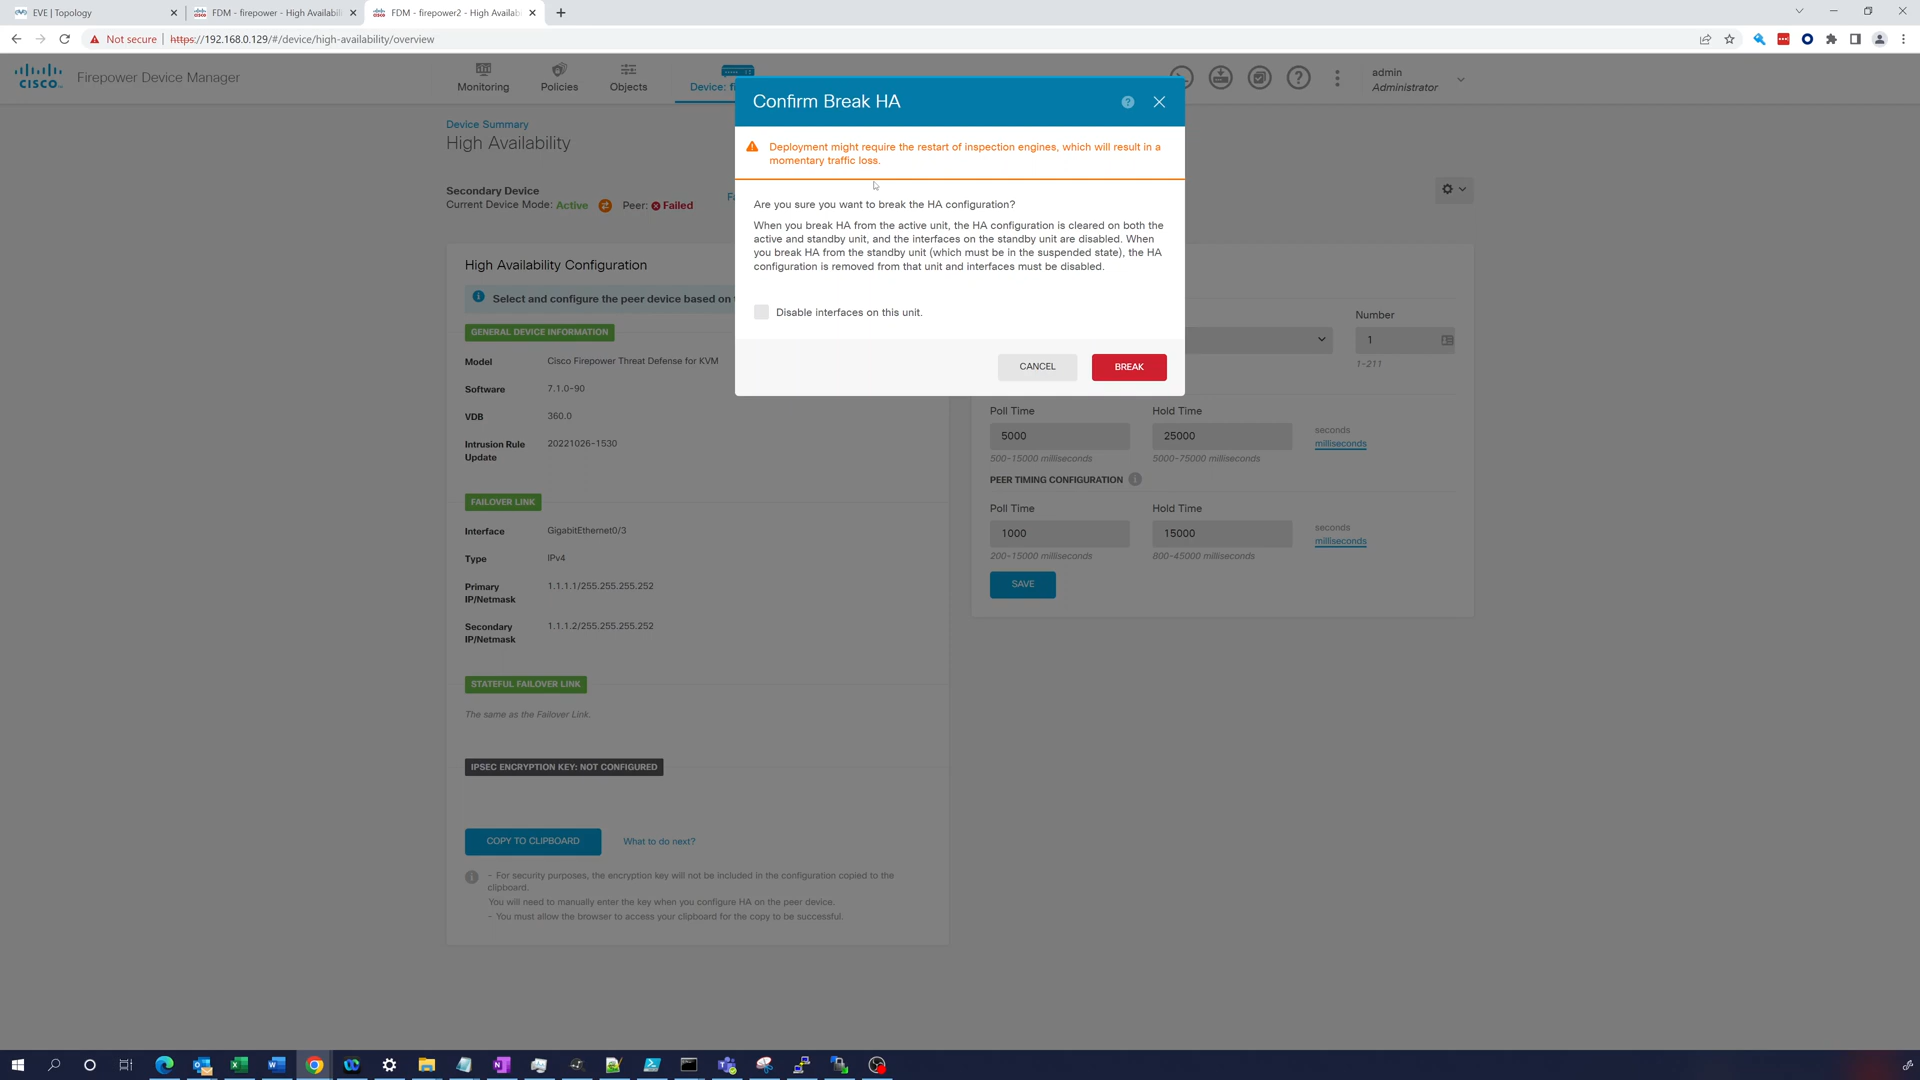 EVE | Topology
FDM - firepower - High Availabili
FDM - firepower2 - High Availabi
Not secure
https://192.168.0.129/#/device/high-availability/overview
CISCO
Firepower Device Manager
Monitoring
Policies
Objects
Device: fi
admin
Administrator
Confirm Break HA
Deployment might require the restart of inspection engines, which will result in a
momentary traffic loss.
Are you sure you want to break the HA configuration?
When you break HA from the active unit, the HA configuration is cleared on both the
active and standby unit, and the interfaces on the standby unit are disabled. When
you break HA from the standby unit (which must be in the suspended state), the HA
configuration is removed from that unit and interfaces must be disabled.
Disable interfaces on this unit.
CANCEL
BREAK
Device Summary
High Availability
Secondary Device
Current Device Mode: Active Peer: Failed
Fa
High Availability Configuration
Select and configure the peer device based on
GENERAL DEVICE INFORMATION
Model Cisco Firepower Threat Defense for KVM
Software 7.1.0-90
VDB 360.0
Intrusion Rule 20221026-1530
Update
FAILOVER LINK
Interface GigabitEthernet0/3
Type IPv4
Primary 1.1.1.1/255.255.255.252
IP/Netmask
Secondary 1.1.1.2/255.255.255.252
IP/Netmask
STATEFUL FAILOVER LINK
The same as the Failover Link.
IPSEC ENCRYPTION KEY: NOT CONFIGURED
COPY TO CLIPBOARD
What to do next?
- For security purposes, the encryption key will not be included in the configuration copied to the
clipboard.
You will need to manually enter the key when you configure HA on the peer device.
- You must allow the browser to access your clipboard for the copy to be successful.
Number
1
1-211
Poll Time
Hold Time
5000
25000
seconds
milliseconds
500-15000 milliseconds
5000-75000 milliseconds
PEER TIMING CONFIGURATION
Poll Time
Hold Time
1000
15000
seconds
milliseconds
200-15000 milliseconds
800-45000 milliseconds
SAVE